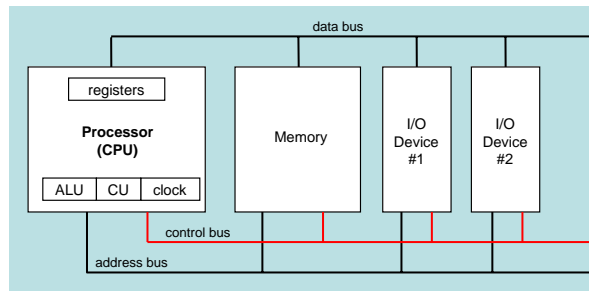 data bus
registers
Processor
(CPU)
ALU
CU
clock
Memory
I/O
Device
#1
I/O
Device
#2
control bus
address bus